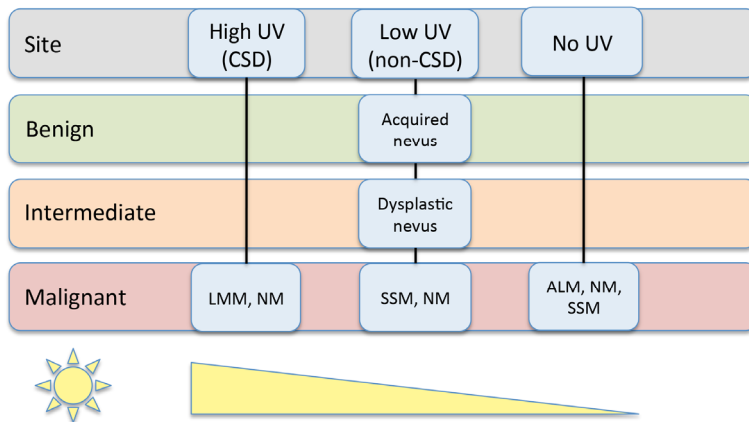 Site
High UV
(CSD)
Low UV
(non-CSD)
No UV
Benign
Acquired
nevus
Intermediate
Dysplastic
nevus
Malignant
LMM, NM
SSM, NM
ALM, NM,
SSM